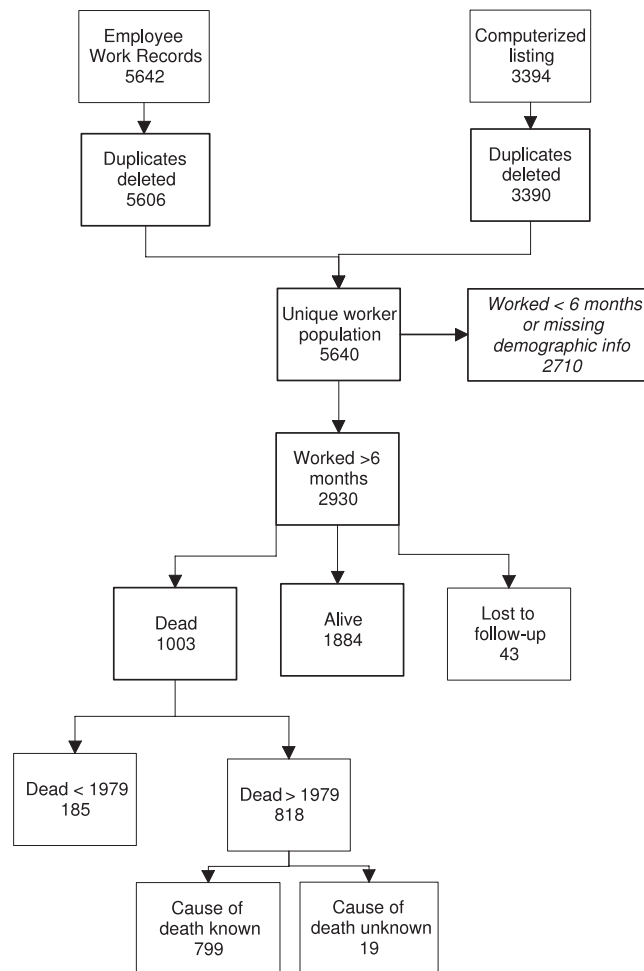 Employee
Work Records
5642
Computerized
listing
3394
Duplicates
deleted
5606
Duplicates
deleted
3390
Unique worker
population
5640
Worked < 6 months
or missing
demographic info
2710
Worked >6
months
2930
Dead
1003
Alive
1884
Lost to
follow-up
43
Dead < 1979
185
Dead > 1979
818
Cause of
death known
799
Cause of
death unknown
19